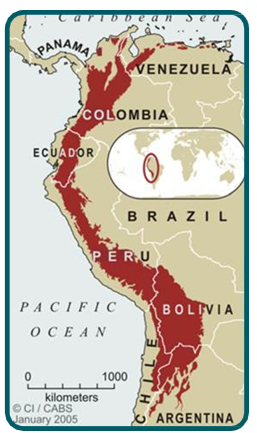 Caribbean Sea
PANAMA
VENEZUELA
COLOMBIA
ECUADOR
BRAZIL
PERU
PACIFIC
OCEAN
BOLIVIA
CHILE
0 1000
kilometers
© CI / CABS
January 2005
ARGENTINA